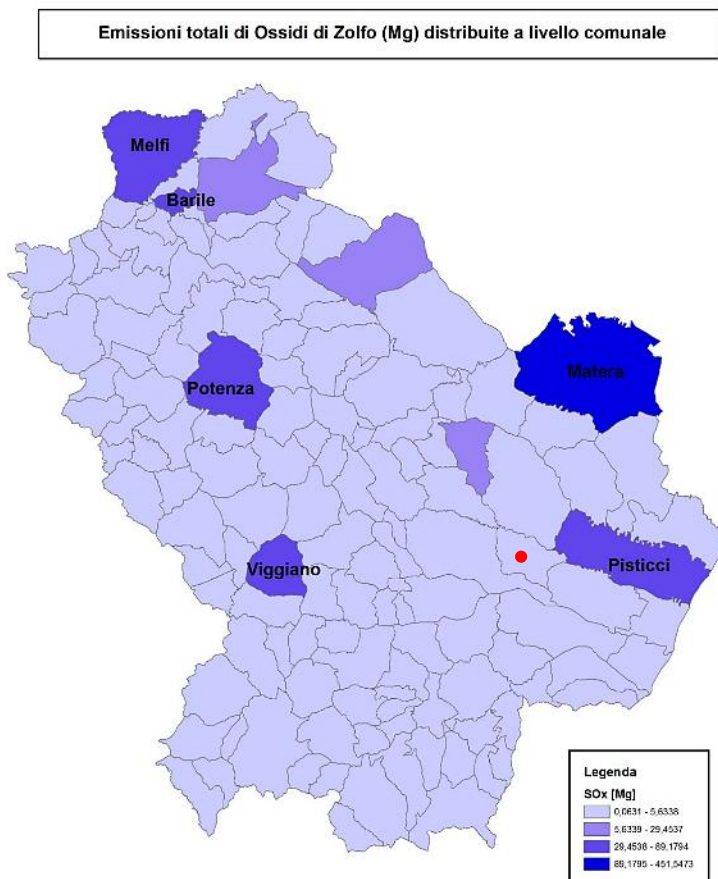 Emissioni totali di Ossidi di Zolfo (Mg) distribuite a livello comunale
Melfi
Barile
Matera
Potenza
Viggiano
Pisticci
Legenda
SOx [Mg]
0,0631 - 5,6338
5,6339 - 29,4537
29,4538 - 89,1794
89,1795 - 451,5473